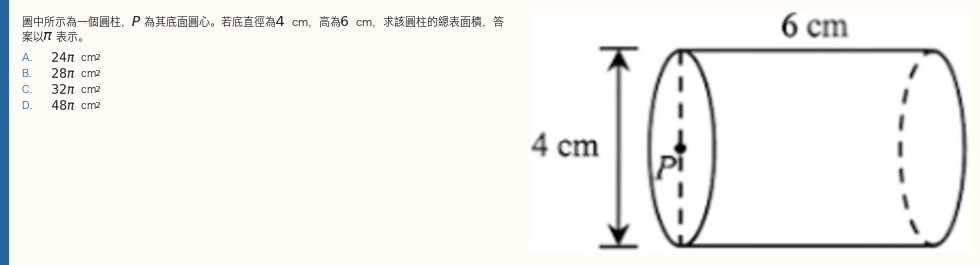 圖中所示為一個圓柱，P 為其底面圓心。若底直徑為4 cm，高為6 cm，求該圓柱的總表面積，答
案以π 表示。
A. 24π cm2
B. 28π cm2
C. 32π cm2
D. 48π cm2
6 cm
4 cm
P